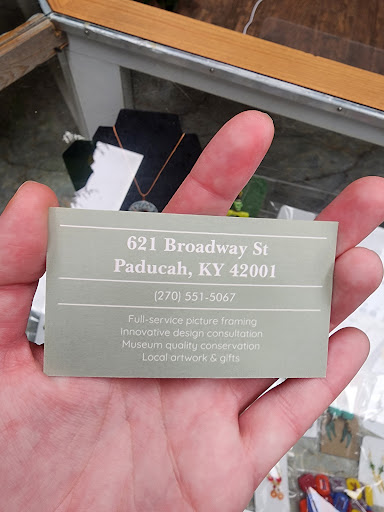 621 Broadway St
Paducah, KY 42001
(270) 551-5067
Full-service picture framing
Innovative design consultation
Museum quality conservation
Local artwork & gifts